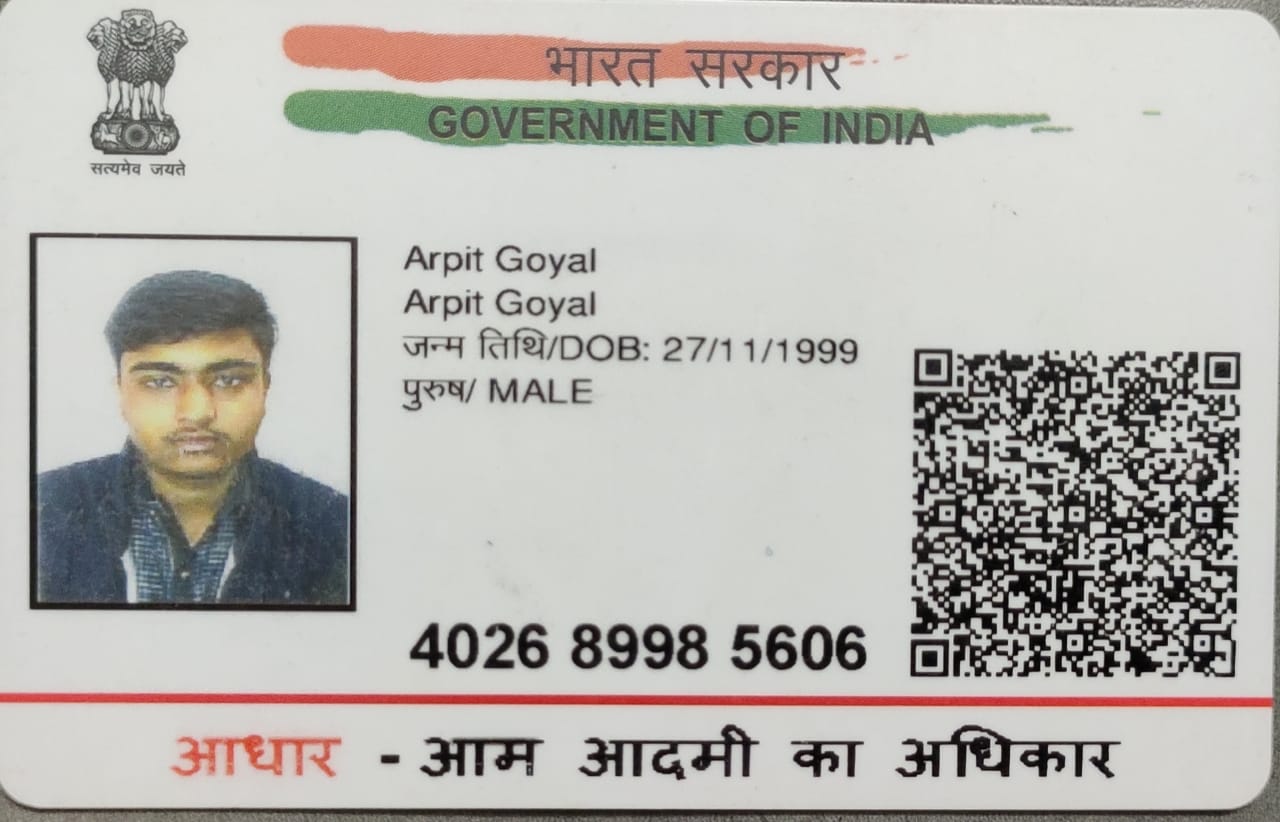 भारत सरकार
GOVERNMENT OF INDIA
सत्यमेव जयते
Arpit Goyal
Arpit Goyal
जन्म तिथि/DOB: 27/11/1999
पुरुष/ MALE
4026 8998 5606
आधार - आम आदमी का अधिकार